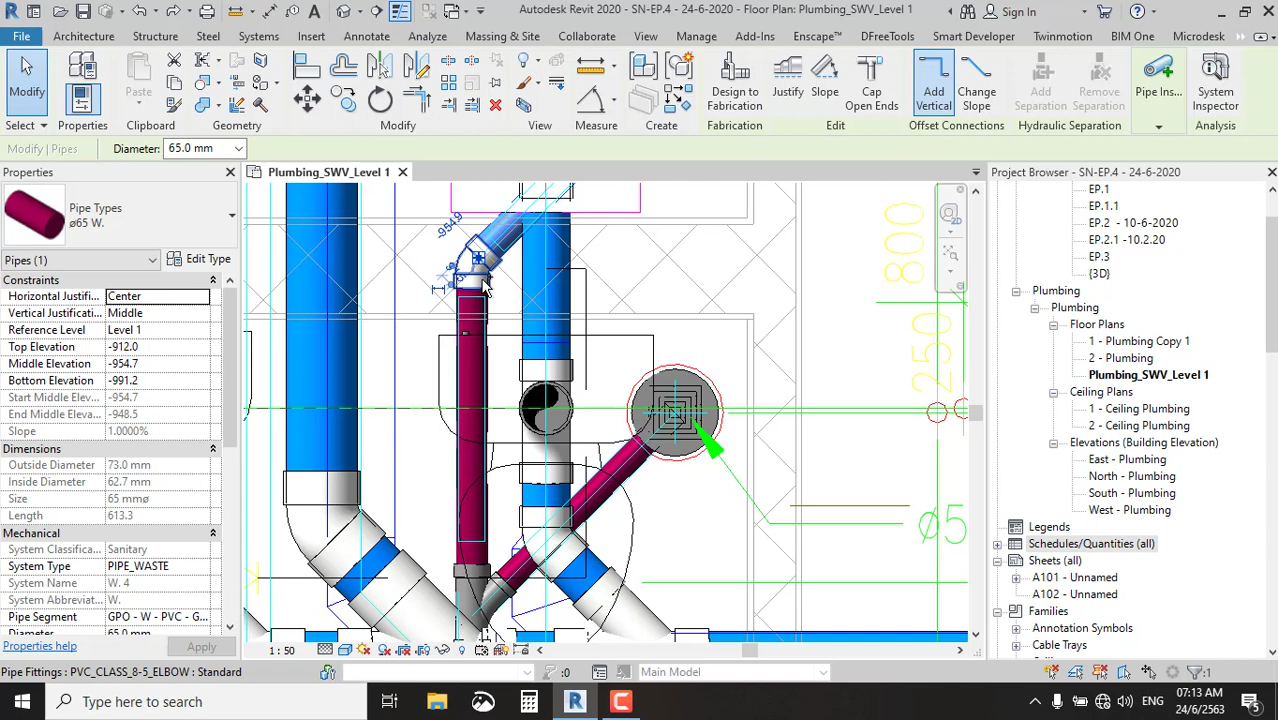 Autodesk Revit 2020 - SN-EP.4 - 24-6-2020 - Floor Plan: Plumbing_SWV_Level 1
Sign In
File Architecture Structure Steel Systems Insert Annotate Analyze Massing & Site Collaborate View Manage Add-Ins Enscape™ DFreeTools Smart Developer Twinmotion BIM One Microdesk
Modify
Properties
Paste
Design to
Fabrication
Justify
Slope
Cap
Open Ends
Add
Vertical
Change
Slope
Add
Separation
Remove
Separation
Pipe Ins...
System
Inspector
Select Properties Clipboard Geometry Modify View Measure Create Fabrication Edit Offset Connections Hydraulic Separation Analysis
Modify | Pipes Diameter: 65.0 mm
Properties
Pipe Types
ø65 W.
Pipes (1) Edit Type
Constraints
Horizontal Justifi... Center
Vertical Justificati... Middle
Reference Level Level 1
Top Elevation -912.0
Middle Elevation -954.7
Bottom Elevation -991.2
Start Middle Elev... -954.7
End Middle Elev... -948.5
Slope 1.0000%
Dimensions
Outside Diameter 73.0 mm
Inside Diameter 62.7 mm
Size 65 mmø
Length 613.3
Mechanical
System Classifica... Sanitary
System Type PIPE_WASTE
System Name W. 4
System Abbreviat... W.
Pipe Segment GPO - W - PVC - G...
Diameter 65.0 mm
Properties help Apply
Plumbing_SWV_Level 1
-954.9
800
250
ø5
2D
1 : 50
Project Browser - SN-EP.4 - 24-6-2020
EP.1
EP.2 - 10-6-2020
EP.2.1 -10.2.20
EP.3
{3D}
Plumbing
Plumbing
Floor Plans
1 - Plumbing Copy 1
2 - Plumbing
Plumbing_SWV_Level 1
Ceiling Plans
1 - Ceiling Plumbing
2 - Ceiling Plumbing
Elevations (Building Elevation)
East - Plumbing
North - Plumbing
South - Plumbing
West - Plumbing
Legends
Schedules/Quantities (all)
Sheets (all)
A101 - Unnamed
A102 - Unnamed
Families
Annotation Symbols
Cable Trays
Pipe Fittings : PVC_CLASS_8-5_ELBOW : Standard
:0
Main Model
:1
Type here to search
ENG
07:13 AM
24/6/2563
5